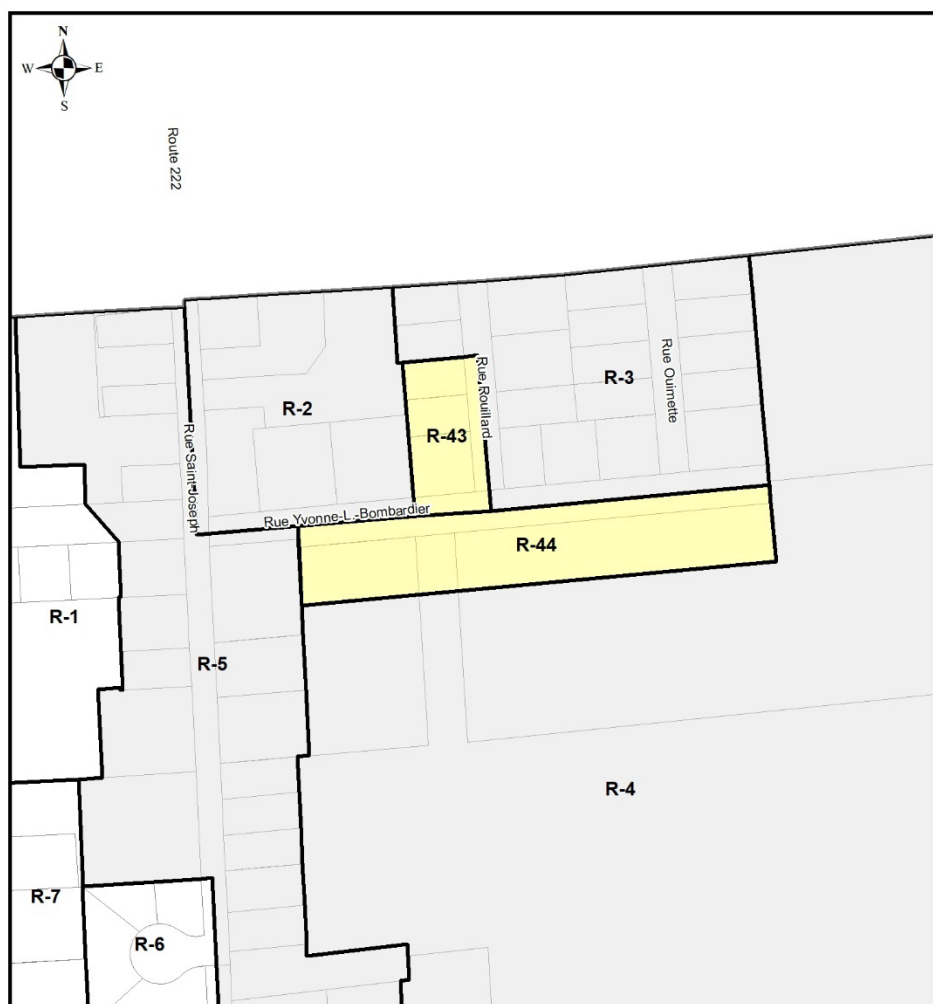 N
W E
S
Route 222
Rue Rouillard
Rue Ouimette
R-3
R-2
R-43
Rue Saint-Joseph
Rue Yvonne-L.-Bombardier
R-44
R-1
R-5
R-4
R-7
R-6